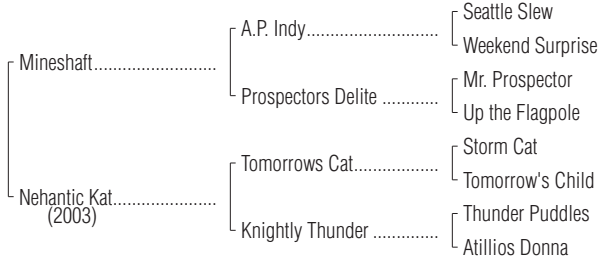 Seattle Slew
A.P. Indy............................
Weekend Surprise
Mineshaft..........................
Mr. Prospector
Prospectors Delite ............
Up the Flagpole
Storm Cat
Tomorrows Cat..................
Tomorrow's Child
Nehantic Kat......................
(2003)
Thunder Puddles
Knightly Thunder ..............
Atillios Donna